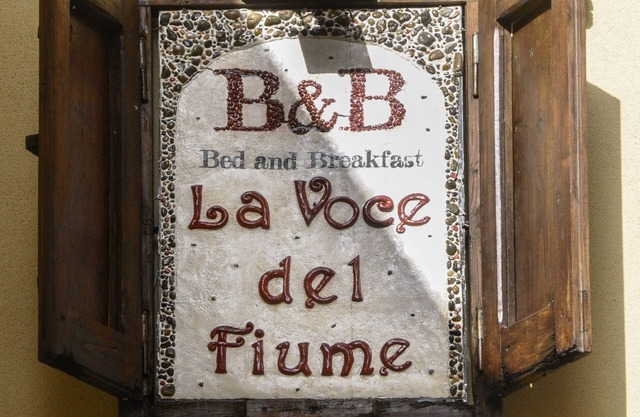 B&B
Bed and Breakfast
La Voce
del
Fiume